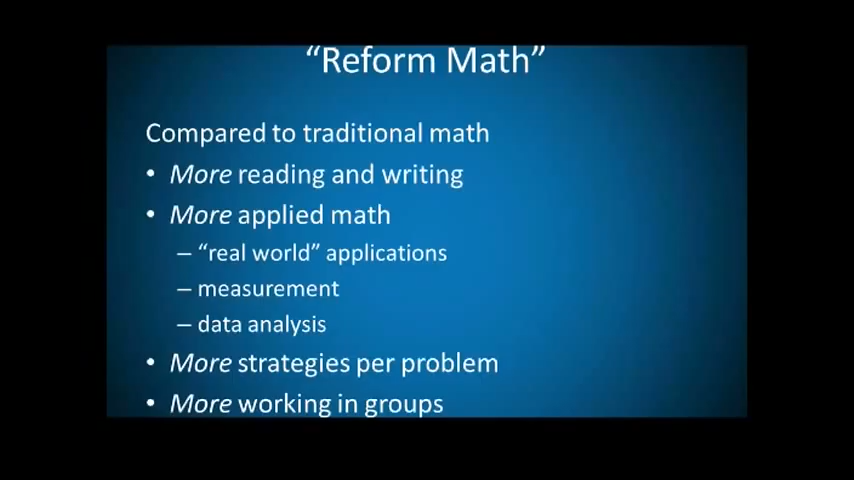 “Reform Math”
Compared to traditional math
• More reading and writing
• More applied math
– “real world” applications
– measurement
– data analysis
• More strategies per problem
• More working in groups